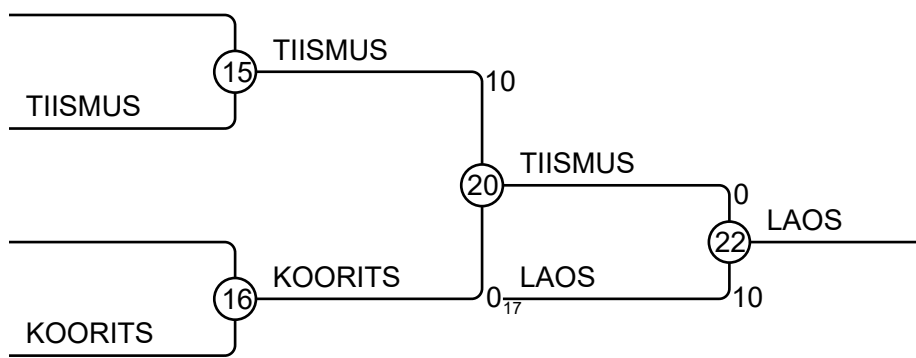 TIISMUS
15
TIISMUS
10
20
TIISMUS
0
22
LAOS
KOORITS
16
KOORITS
0
17
LAOS
10